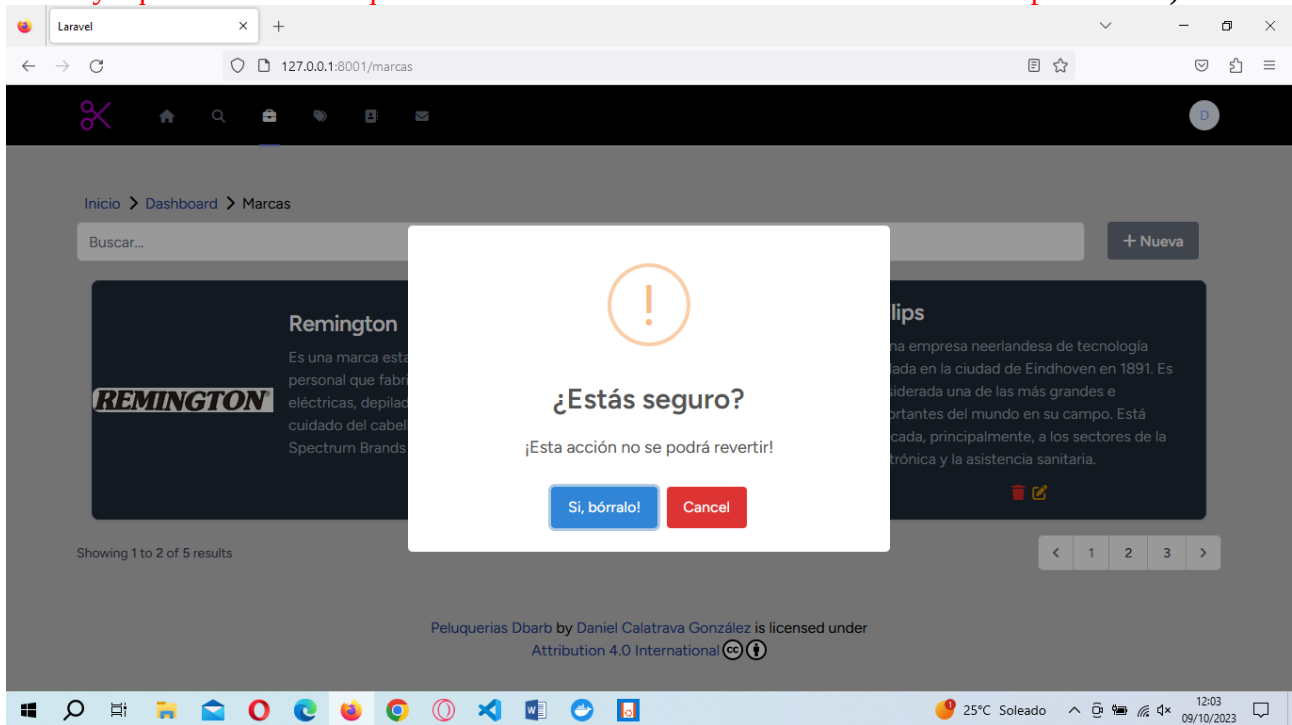 Laravel
127.0.0.1:8001/marcas
D
Inicio Dashboard Marcas
Buscar...
+ Nueva
Remington
Es una marca esta
personal que fabri
eléctricas, depilad
cuidado del cabel
Spectrum Brands
REMINGTON
¿Estás seguro?
¡Esta acción no se podrá revertir!
Si, bórralo!
Cancel
lips
na empresa neerlandesa de tecnología
lada en la ciudad de Eindhoven en 1891. Es
siderada una de las más grandes e
ortantes del mundo en su campo. Está
cada, principalmente, a los sectores de la
trónica y la asistencia sanitaria.
Showing 1 to 2 of 5 results
1 2 3
Peluquerias Dbarb by Daniel Calatrava González is licensed under
Attribution 4.0 International
25°C Soleado
12:03
09/10/2023